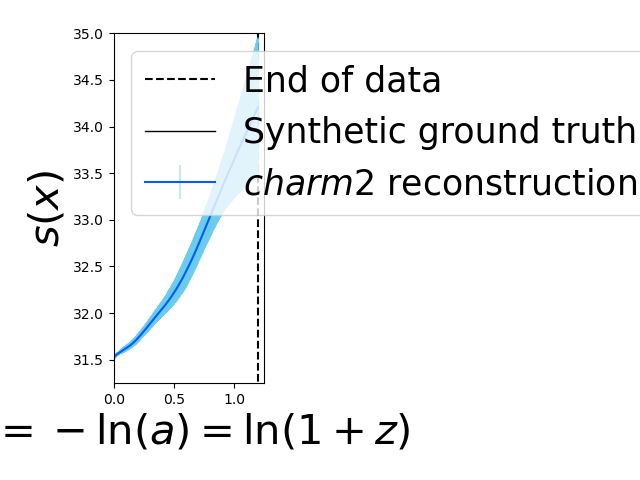 35.0
34.5
34.0
33.5
33.0
32.5
32.0
31.5
s(x)
0.0 0.5 1.0
= −ln(a) = ln(1 + z)
End of data
Synthetic ground truth
charm2 reconstruction